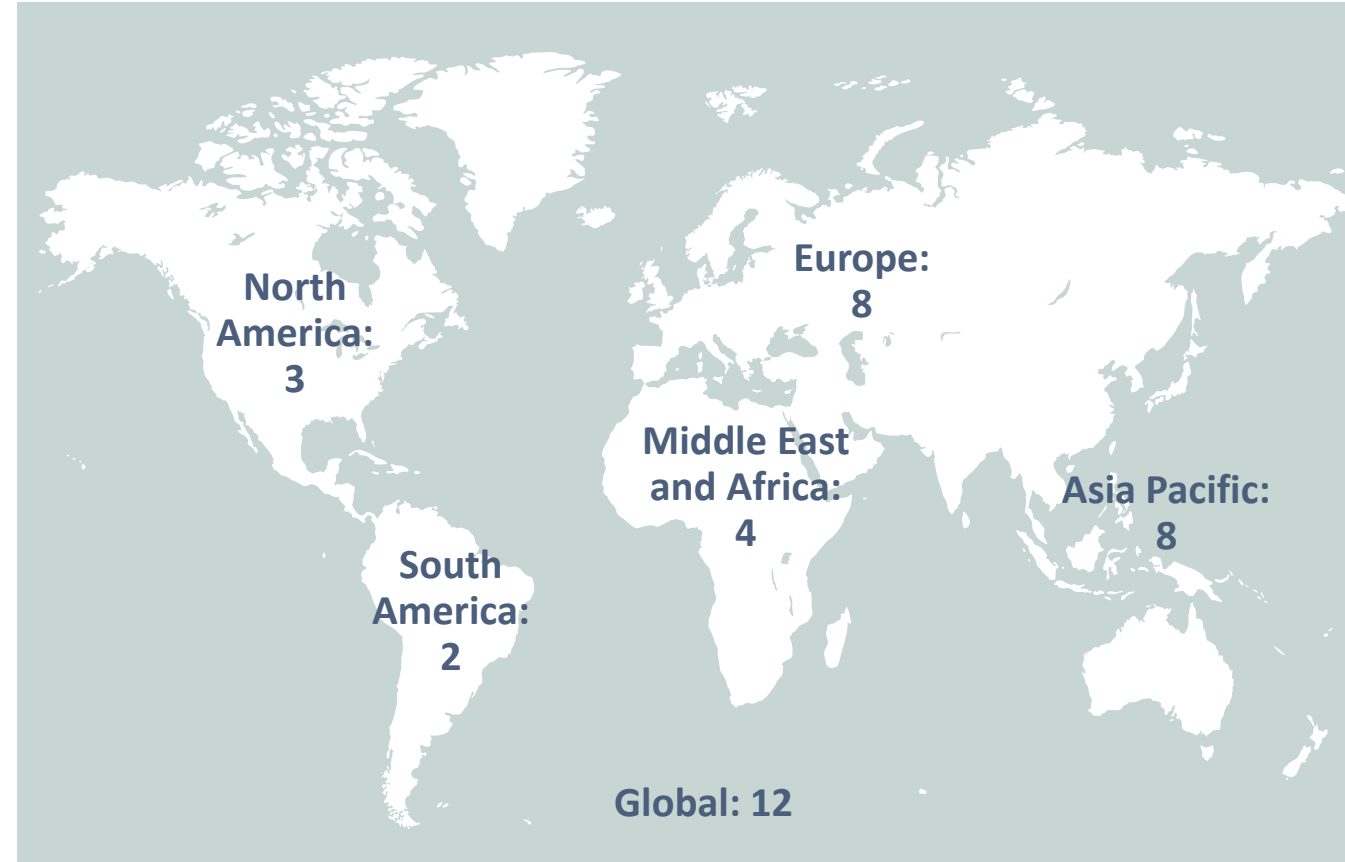 Europe:
8
North
America:
3
Middle East
and Africa:
4
Asia Pacific:
8
South
America:
2
Global: 12